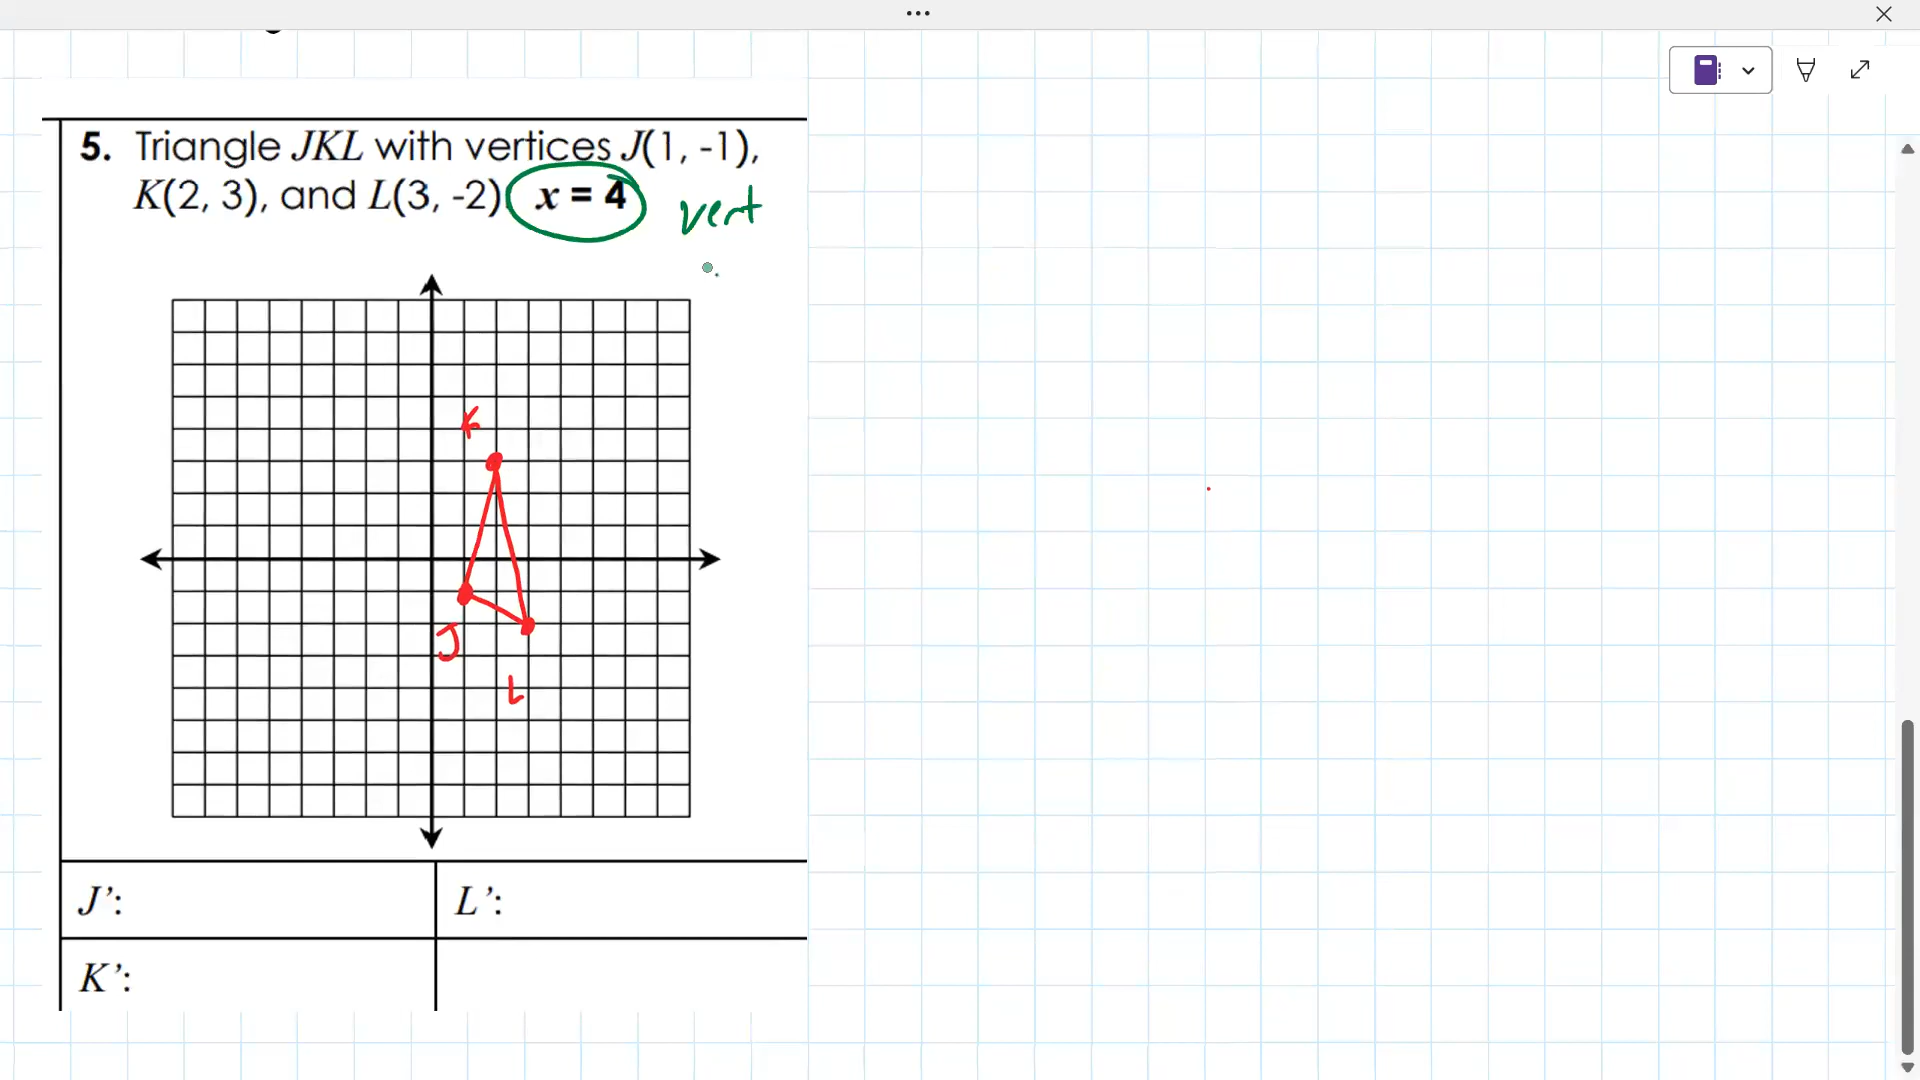 5. Triangle JKL with vertices J(1, -1),
K(2, 3), and L(3, -2) x = 4
vert
K
J
L
J’:
L’:
K’: